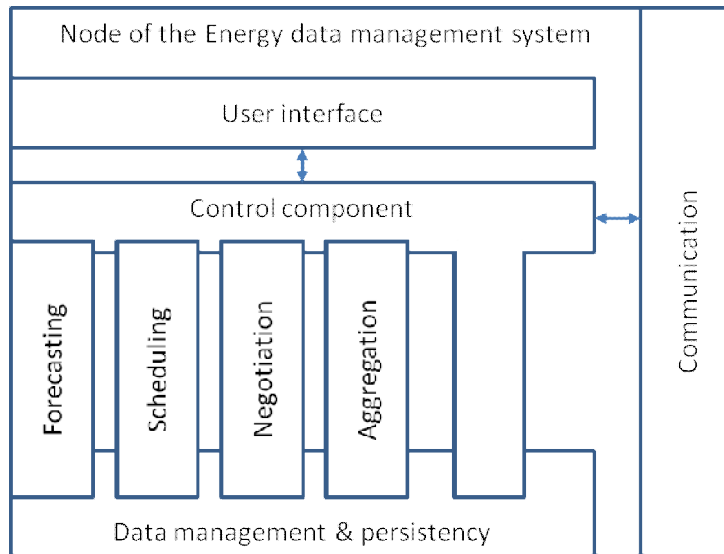 Node of the Energy data management system
User interface
Control component
Forecasting
Scheduling
Negotiation
Aggregation
Communication
Data management & persistency